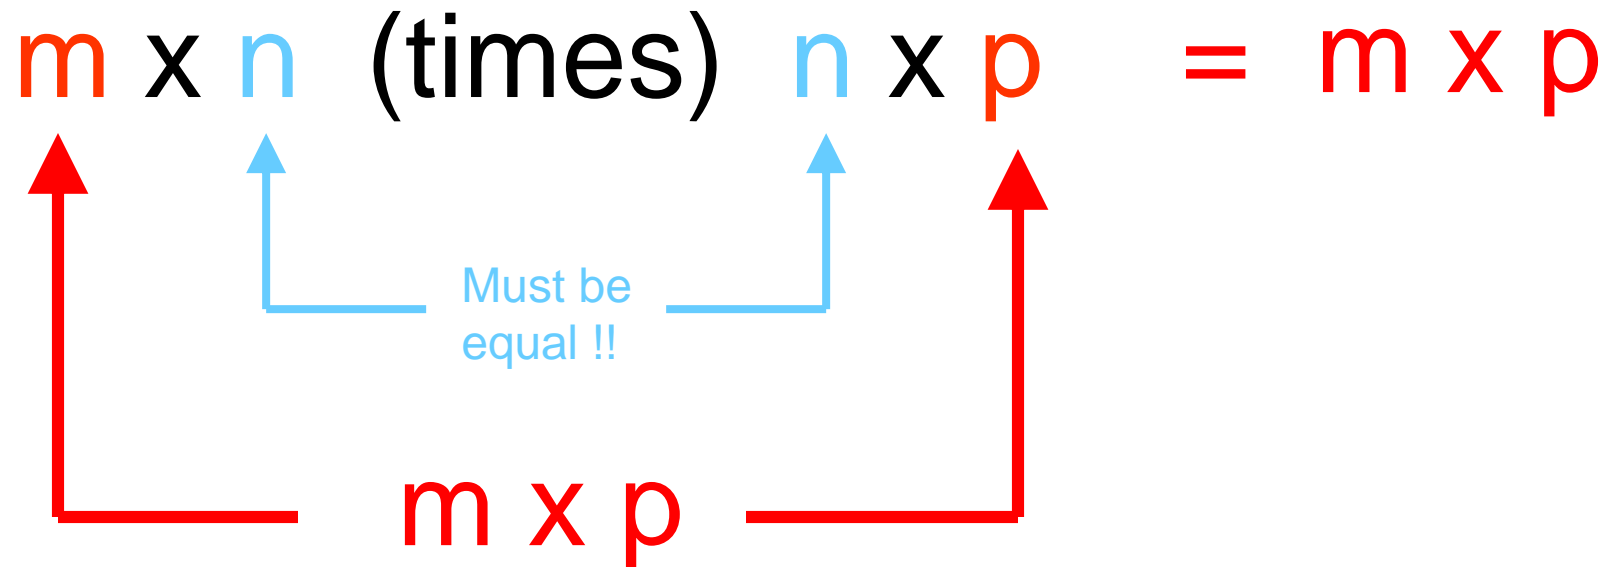 m x n (times) n x p = m x p
Must be
equal !!
m x p